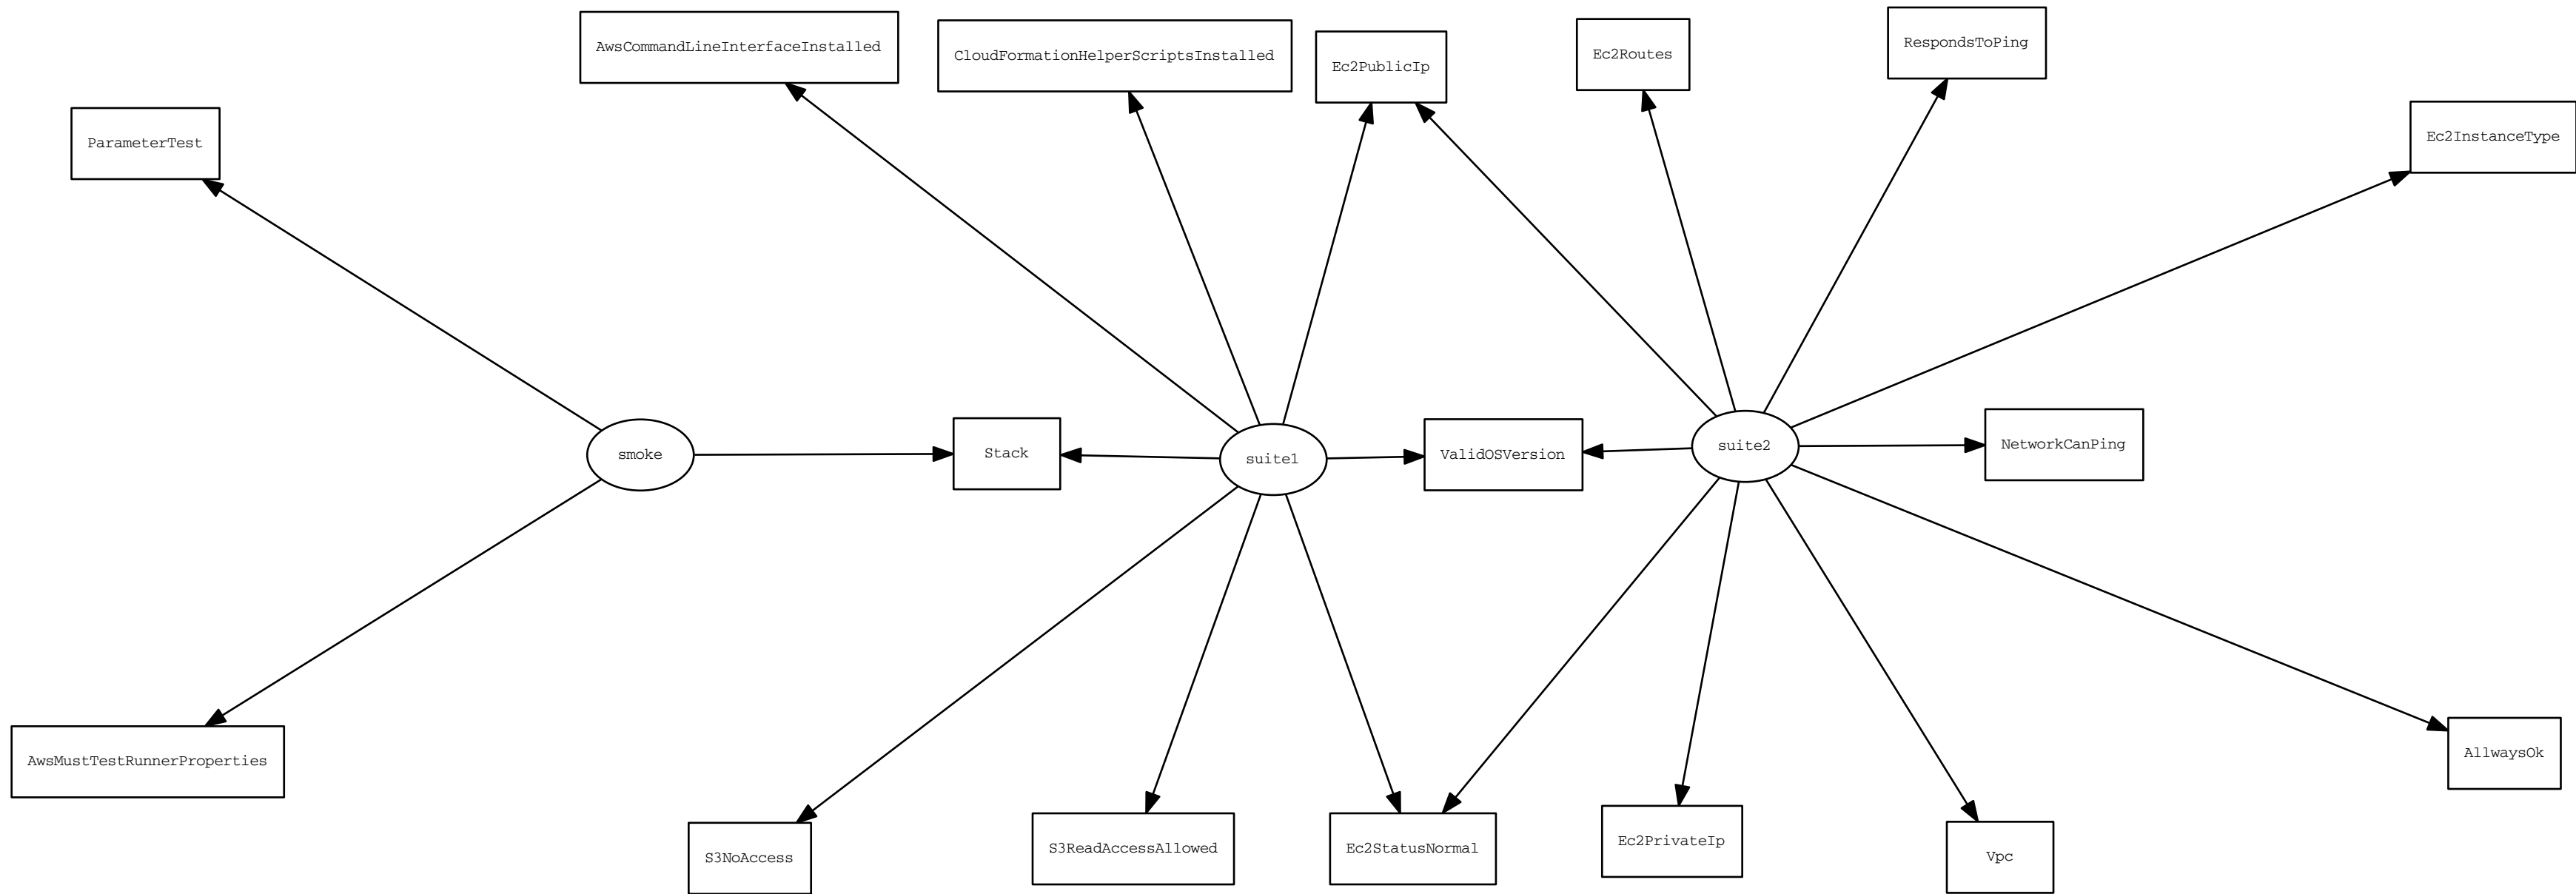 AwsCommandLineInterfaceInstalled
CloudFormationHelperScriptsInstalled
Ec2PublicIp
Ec2Routes
RespondsToPing
ParameterTest
Ec2InstanceType
smoke
Stack
suite1
ValidOSVersion
suite2
NetworkCanPing
AwsMustTestRunnerProperties
S3NoAccess
S3ReadAccessAllowed
Ec2StatusNormal
Ec2PrivateIp
Vpc
AllwaysOk